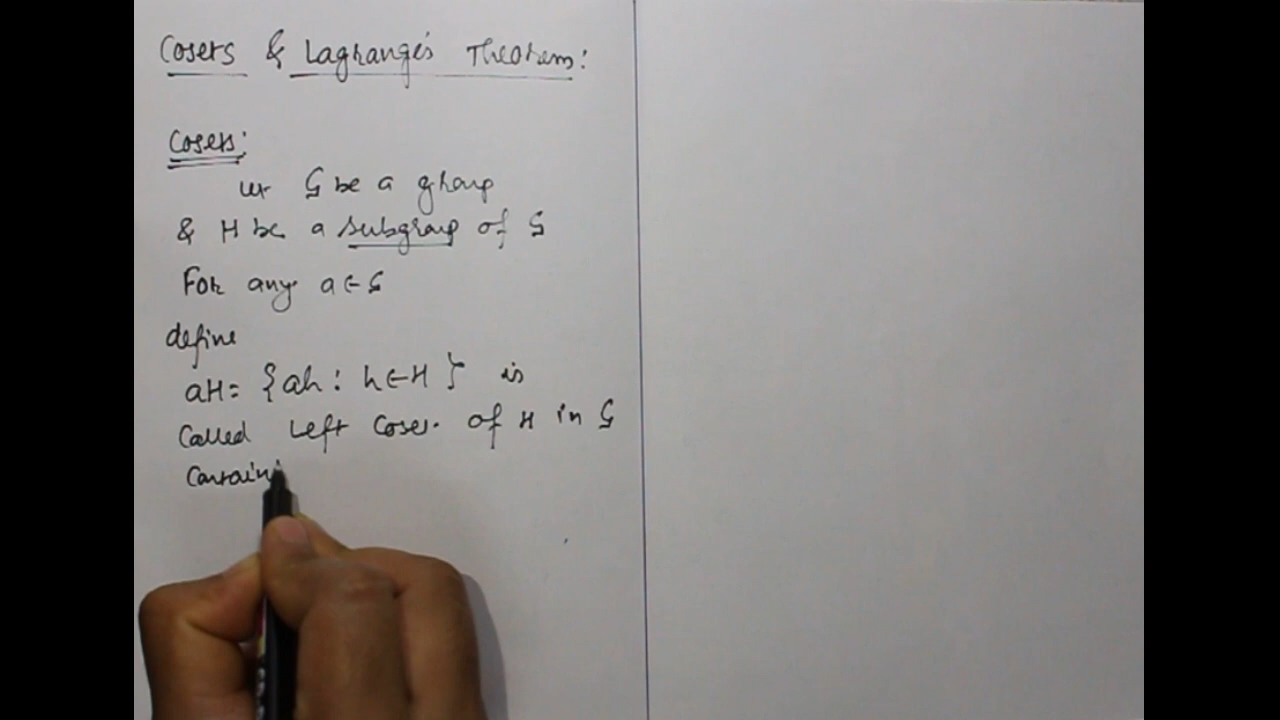 Cosets & Lagrange's Theorem:
Cosets:
Let G be a group
& H be a subgroup of G
For any a ∈ G
define
aH = {ah : h ∈ H} is
Called Left Coset of H in G
Containi